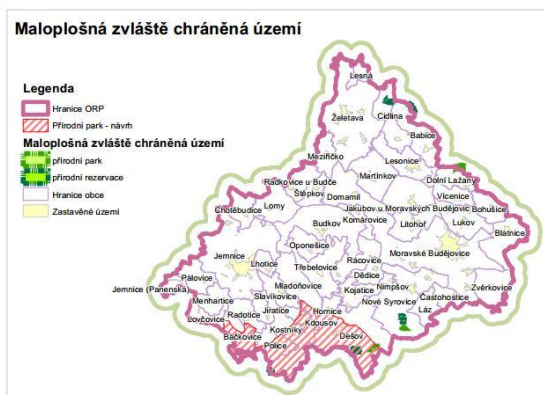 Maloplošná zvláště chráněná území
Legenda
Hranice ORP
Přírodní park - návrh
Maloplošná zvláště chráněná území
přírodní park
přírodní rezervace
Hranice obce
Zastavěné území
Lesná
Želetava
Cidlina
Babice
Meziříčko
Lesonice
Radkovice u Budče
Martínkov
Dolní Lažany
Štěpkov
Domamil
Vícenice
Chotěbudice
Lomy
Jakubov u Moravských Budějovic
Bohušice
Budkov
Komárovice
Litohoř
Lukov
Blatnice
Oponešice
Jemnice
Lhotice
Třebelovice
Rácovice
Moravské Budějovice
Dědice
Pálovice
Mladoňovice
Kojatice
Nimpšov
Zvěrkovice
Jemnice (Panenská)
Menhartice
Slavíkovice
Nové Syrovice
Častohostice
Láz
Lovčovice
Radotice
Jiratice
Hornice
Kostníky
Kdousov
Bačkovice
Police
Dešov